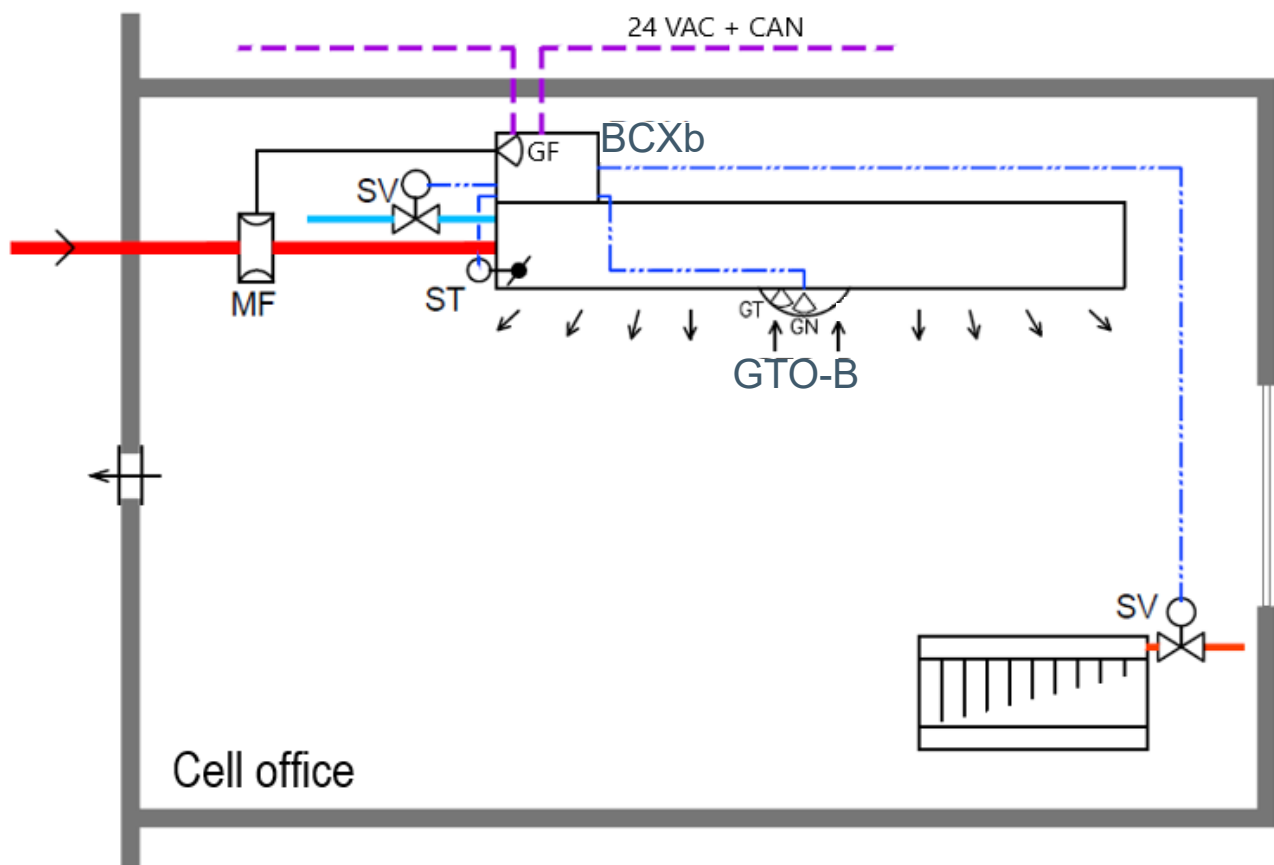 24 VAC + CAN
BCXb
GF
SV
MF
ST
GT
GN
GTO-B
SV
Cell office